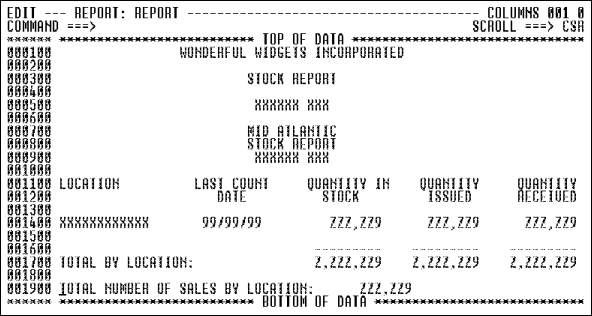 EDIT --- REPORT: REPORT ---------------------------------------- COLUMNS 001 0
COMMAND ===> SCROLL ===> CSR
****** ************************** TOP OF DATA **********************************
000100 WONDERFUL WIDGETS INCORPORATED
000200
000300 STOCK REPORT
000400
000500 XXXXXX XXX
000600
000700 MID ATLANTIC
000800 STOCK REPORT
000900 XXXXXX XXX
001000
001100 LOCATION LAST COUNT QUANTITY IN QUANTITY QUANTITY
001200 DATE STOCK ISSUED RECEIVED
001300
001400 XXXXXXXXXXXX 99/99/99 ZZZ,ZZ9 ZZZ,ZZ9 ZZZ,ZZ9
001500
001600 _________ _________ _________
001700 TOTAL BY LOCATION: Z,ZZZ,ZZ9 Z,ZZZ,ZZ9 Z,ZZZ,ZZ9
001800
001900 TOTAL NUMBER OF SALES BY LOCATION: ZZZ,ZZ9
****** ************************** BOTTOM OF DATA *******************************